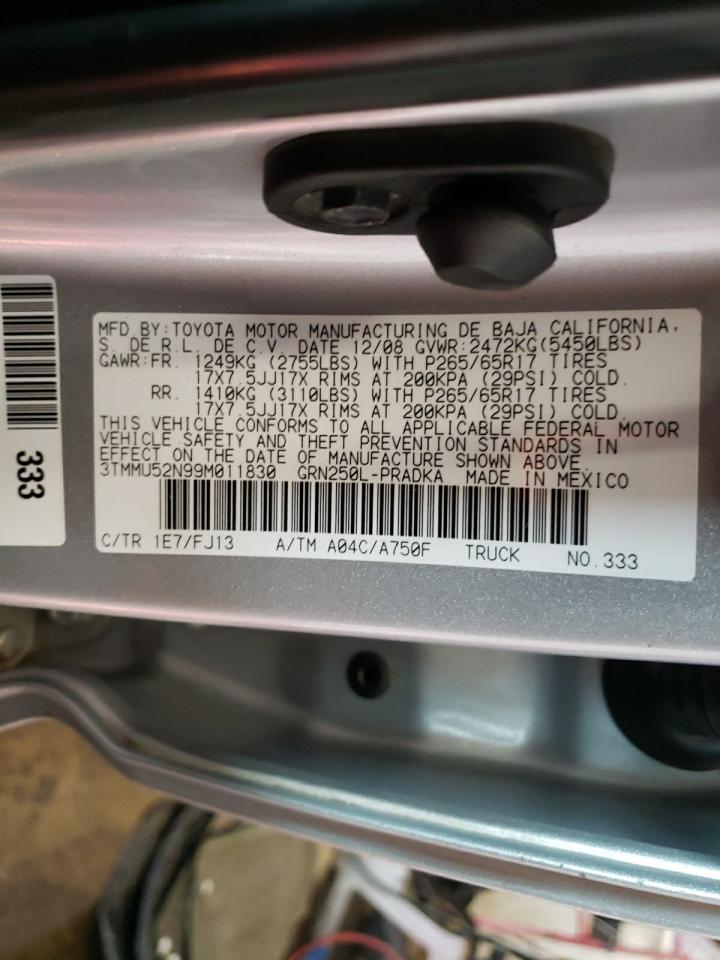 MFD BY:TOYOTA MOTOR MANUFACTURING DE BAJA CALIFORNIA,
S. DE R.L. DE C.V. DATE 12/08 GVWR:2472KG(5450LBS)
GAWR:FR. 1249KG (2755LBS) WITH P265/65R17 TIRES
17X7.5JJ17X RIMS AT 200KPA (29PSI) COLD.
RR. 1410KG (3110LBS) WITH P265/65R17 TIRES
17X7.5JJ17X RIMS AT 200KPA (29PSI) COLD.
THIS VEHICLE CONFORMS TO ALL APPLICABLE FEDERAL MOTOR
VEHICLE SAFETY AND THEFT PREVENTION STANDARDS IN
EFFECT ON THE DATE OF MANUFACTURE SHOWN ABOVE.
3TMMU52N99M011830 GRN250L-PRADKA MADE IN MEXICO
C/TR 1E7/FJ13 A/TM A04C/A750F TRUCK NO.333
333